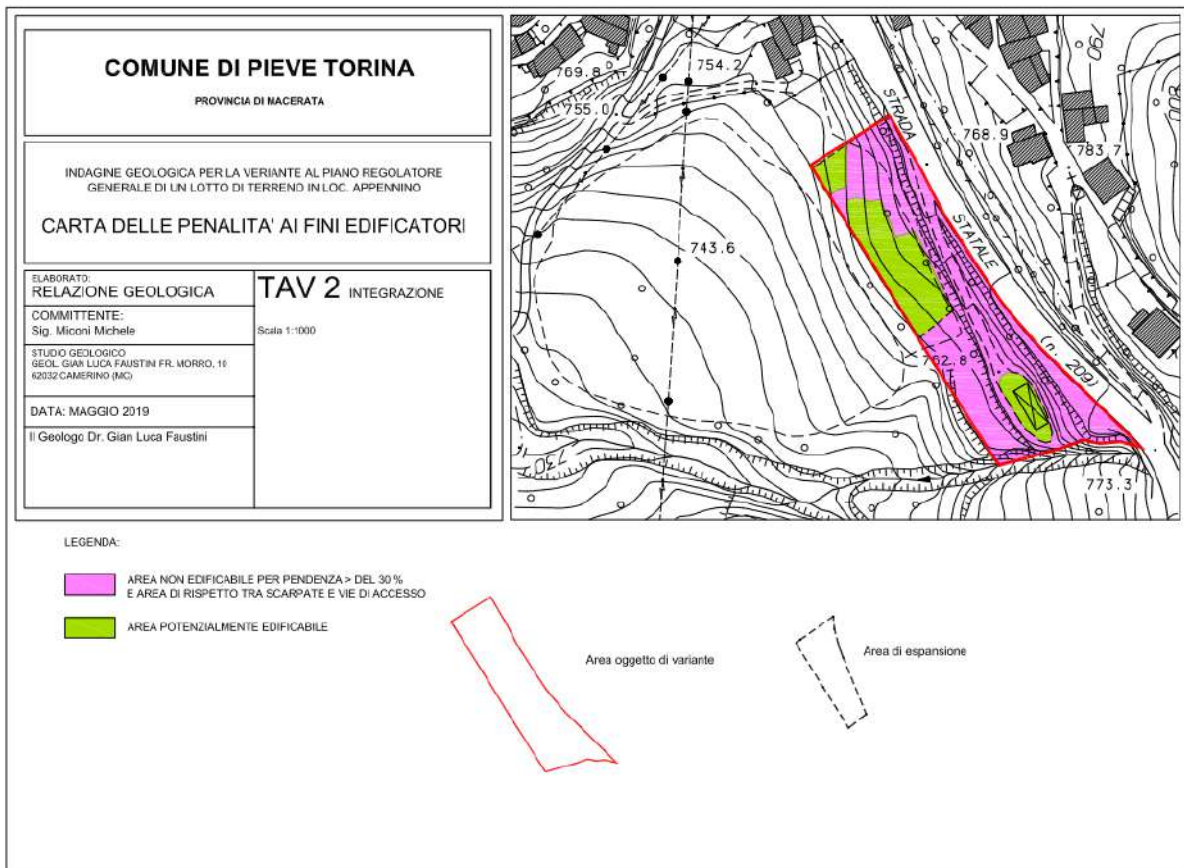 COMUNE DI PIEVE TORINA
PROVINCIA DI MACERATA
INDAGINE GEOLOGICA PER LA VERIANTE AL PIANO REGOLATORE
GENERALE DI UN LOTTO DI TERRENO IN LOC. APPENNINO
CARTA DELLE PENALITA' AI FINI EDIFICATORI
ELABORATO:
RELAZIONE GEOLOGICA
COMMITTENTE:
Sig. Miconi Michele
STUDIO GEOLOGICO
GEOL. GIAN LUCA FAUSTINI FR. MORRO, 10
62032 CAMERINO (MC)
DATA: MAGGIO 2019
Il Geologo Dr. Gian Luca Faustini
TAV 2 INTEGRAZIONE
Scala 1:1000
769.8
754.2
755.0
743.6
STRADA
STATALE
(n. 209)
768.9
783.7
790
800
762.8
730
773.3
LEGENDA:
AREA NON EDIFICABILE PER PENDENZA > DEL 30 %
E AREA DI RISPETTO TRA SCARPATE E VIE DI ACCESSO
AREA POTENZIALMENTE EDIFICABILE
Area oggetto di variante
Area di espansione